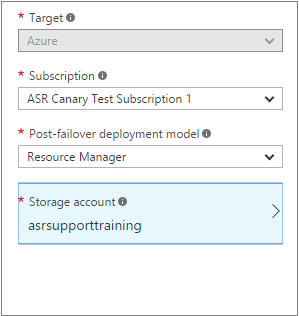 * Target
Azure
* Subscription
ASR Canary Test Subscription 1
* Post-failover deployment model
Resource Manager
* Storage account
asrsupporttraining